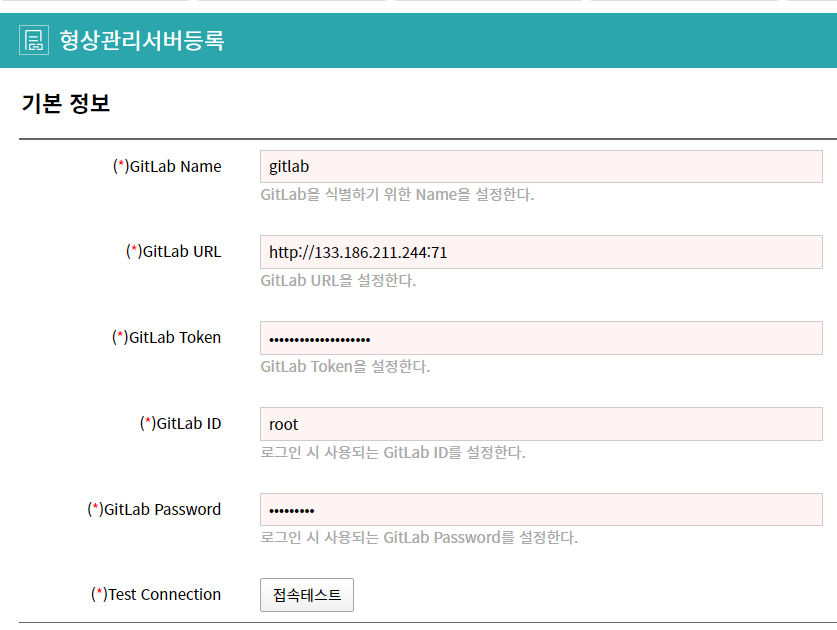 형상관리서버등록
기본 정보
(*)GitLab Name
gitlab
GitLab을 식별하기 위한 Name을 설정한다.
(*)GitLab URL
http://133.186.211.244:71
GitLab URL을 설정한다.
(*)GitLab Token
••••••••••••••••••••
GitLab Token을 설정한다.
(*)GitLab ID
root
로그인 시 사용되는 GitLab ID를 설정한다.
(*)GitLab Password
•••••••••
로그인 시 사용되는 GitLab Password를 설정한다.
(*)Test Connection
접속테스트